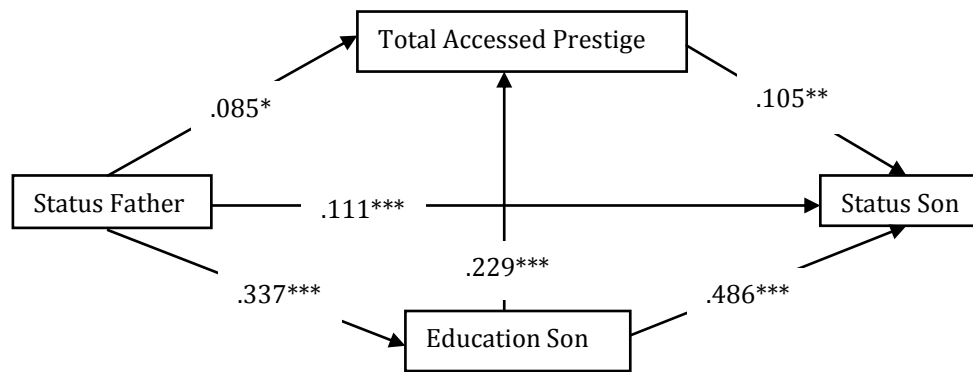 Total Accessed Prestige
.085*
.105**
Status Father
.111***
Status Son
.229***
.337***
.486***
Education Son